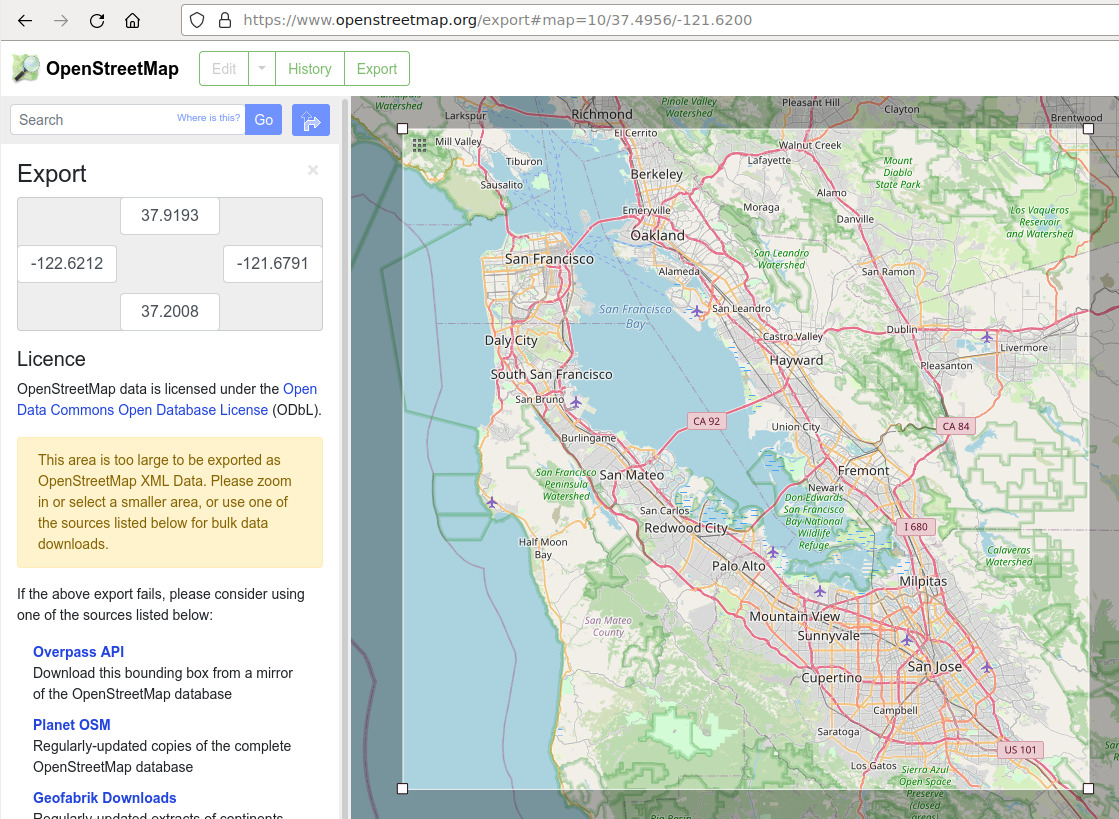 https://www.openstreetmap.org/export#map=10/37.4956/-121.6200
OpenStreetMap
Edit
History
Export
Search
Where is this?
Go
Export
37.9193
-122.6212
-121.6791
37.2008
Licence
OpenStreetMap data is licensed under the Open
Data Commons Open Database License (ODbL).
This area is too large to be exported as
OpenStreetMap XML Data. Please zoom
in or select a smaller area, or use one of
the sources listed below for bulk data
downloads.
If the above export fails, please consider using
one of the sources listed below:
Overpass API
Download this bounding box from a mirror
of the OpenStreetMap database
Planet OSM
Regularly-updated copies of the complete
OpenStreetMap database
Geofabrik Downloads
Regularly-updated extracts of continents,
Watershed
Larkspur
Richmond
Pinole Valley
Watershed
Pleasant Hill
Clayton
Brentwood
Mill Valley
El Cerrito
Walnut Creek
Tiburon
Lafayette
Mount
Diablo
State Park
Sausalito
Berkeley
Alamo
Emeryville
Moraga
Danville
Los Vaqueros
Reservoir
and Watershed
Oakland
San Francisco
San Leandro
Watershed
Alameda
San Ramon
San Francisco
Bay
San Leandro
Dublin
Daly City
Castro Valley
Livermore
Hayward
Pleasanton
South San Francisco
San Bruno
CA 92
Union City
CA 84
Burlingame
San Francisco
Peninsula
Watershed
San Mateo
Fremont
Newark
Don Edwards
San Francisco
Bay National
Wildlife
Refuge
San Carlos
Redwood City
I 680
Half Moon
Bay
Calaveras
Watershed
Palo Alto
Milpitas
San Mateo
County
Mountain View
Sunnyvale
San Jose
Cupertino
Campbell
Saratoga
US 101
Los Gatos
Sierra Azul
Open Space
Preserve
(closed
areas)